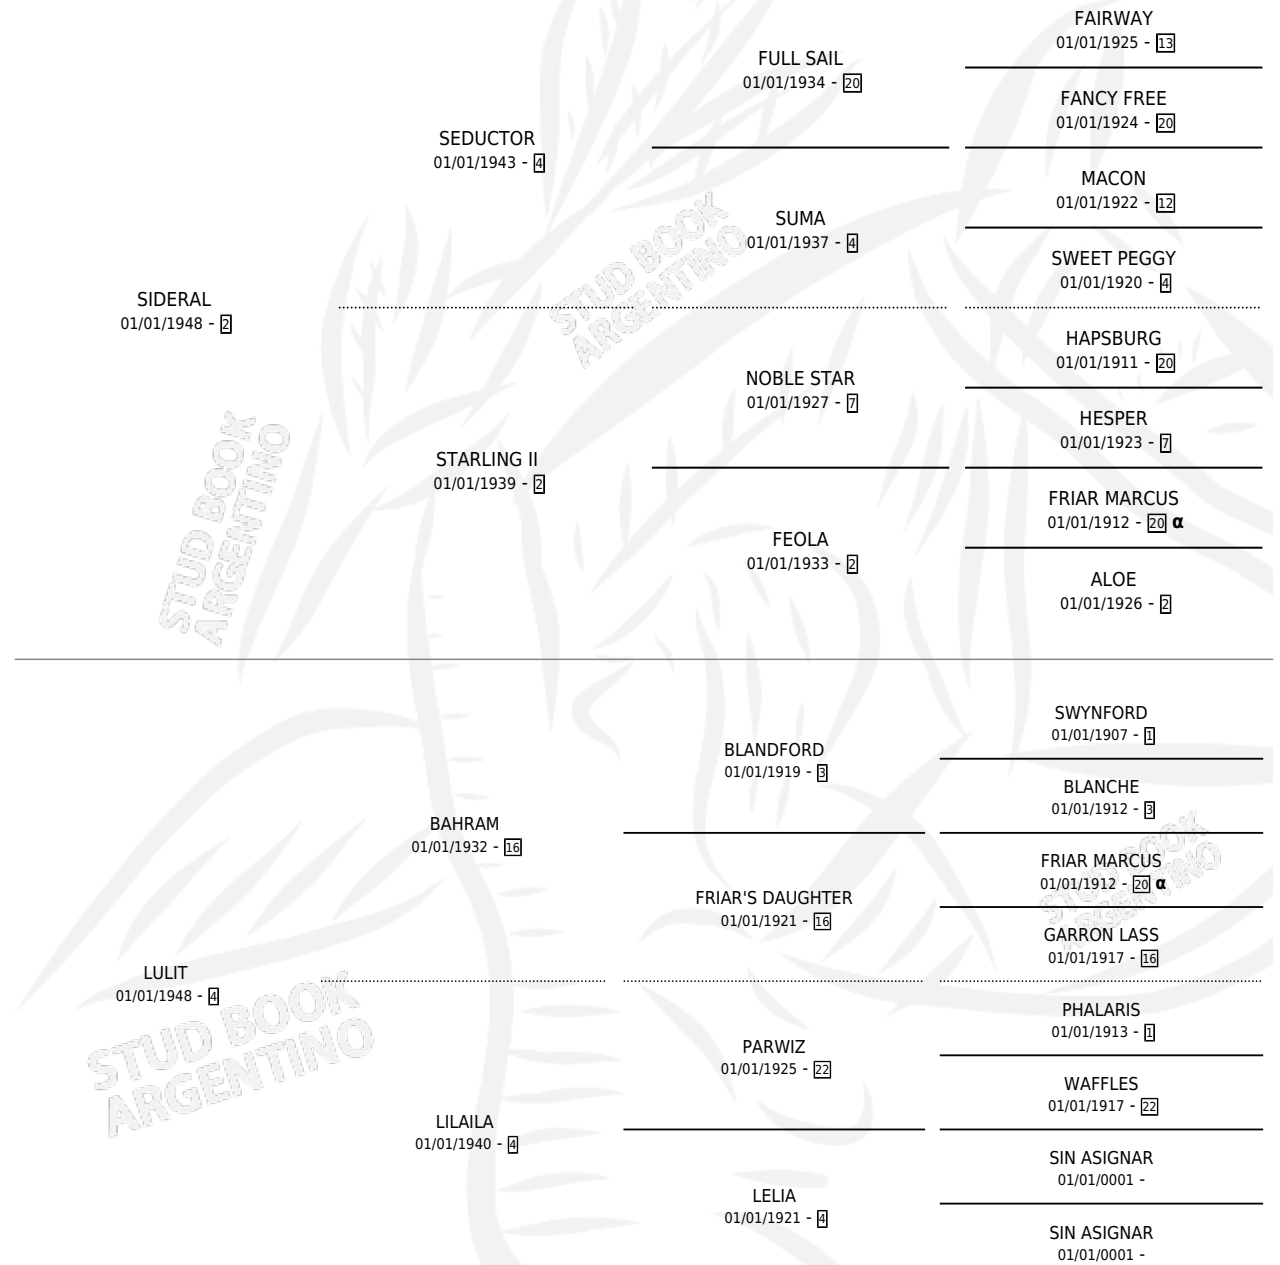 SIDERAL
01/01/1948 - 2
SEDUCTOR
01/01/1943 - 4
FULL SAIL
01/01/1934 - 20
FAIRWAY
01/01/1925 - 13
FANCY FREE
01/01/1924 - 20
SUMA
01/01/1937 - 4
MACON
01/01/1922 - 12
SWEET PEGGY
01/01/1920 - 4
STARLING II
01/01/1939 - 2
NOBLE STAR
01/01/1927 - 7
HAPSBURG
01/01/1911 - 20
HESPER
01/01/1923 - 7
FEOLA
01/01/1933 - 2
FRIAR MARCUS
01/01/1912 - 20 α
ALOE
01/01/1926 - 2
LULIT
01/01/1948 - 4
BAHRAM
01/01/1932 - 16
BLANDFORD
01/01/1919 - 3
SWYNFORD
01/01/1907 - 1
BLANCHE
01/01/1912 - 3
FRIAR'S DAUGHTER
01/01/1921 - 16
FRIAR MARCUS
01/01/1912 - 20 α
GARRON LASS
01/01/1917 - 16
LILAILA
01/01/1940 - 4
PARWIZ
01/01/1925 - 22
PHALARIS
01/01/1913 - 1
WAFFLES
01/01/1917 - 22
LELIA
01/01/1921 - 4
SIN ASIGNAR
01/01/0001 -
SIN ASIGNAR
01/01/0001 -
STUD BOOK
ARGENTINO
STUD BOOK
ARGENTINO
STUD BOOK
ARGENTINO
STUD BOOK
ARGENTINO